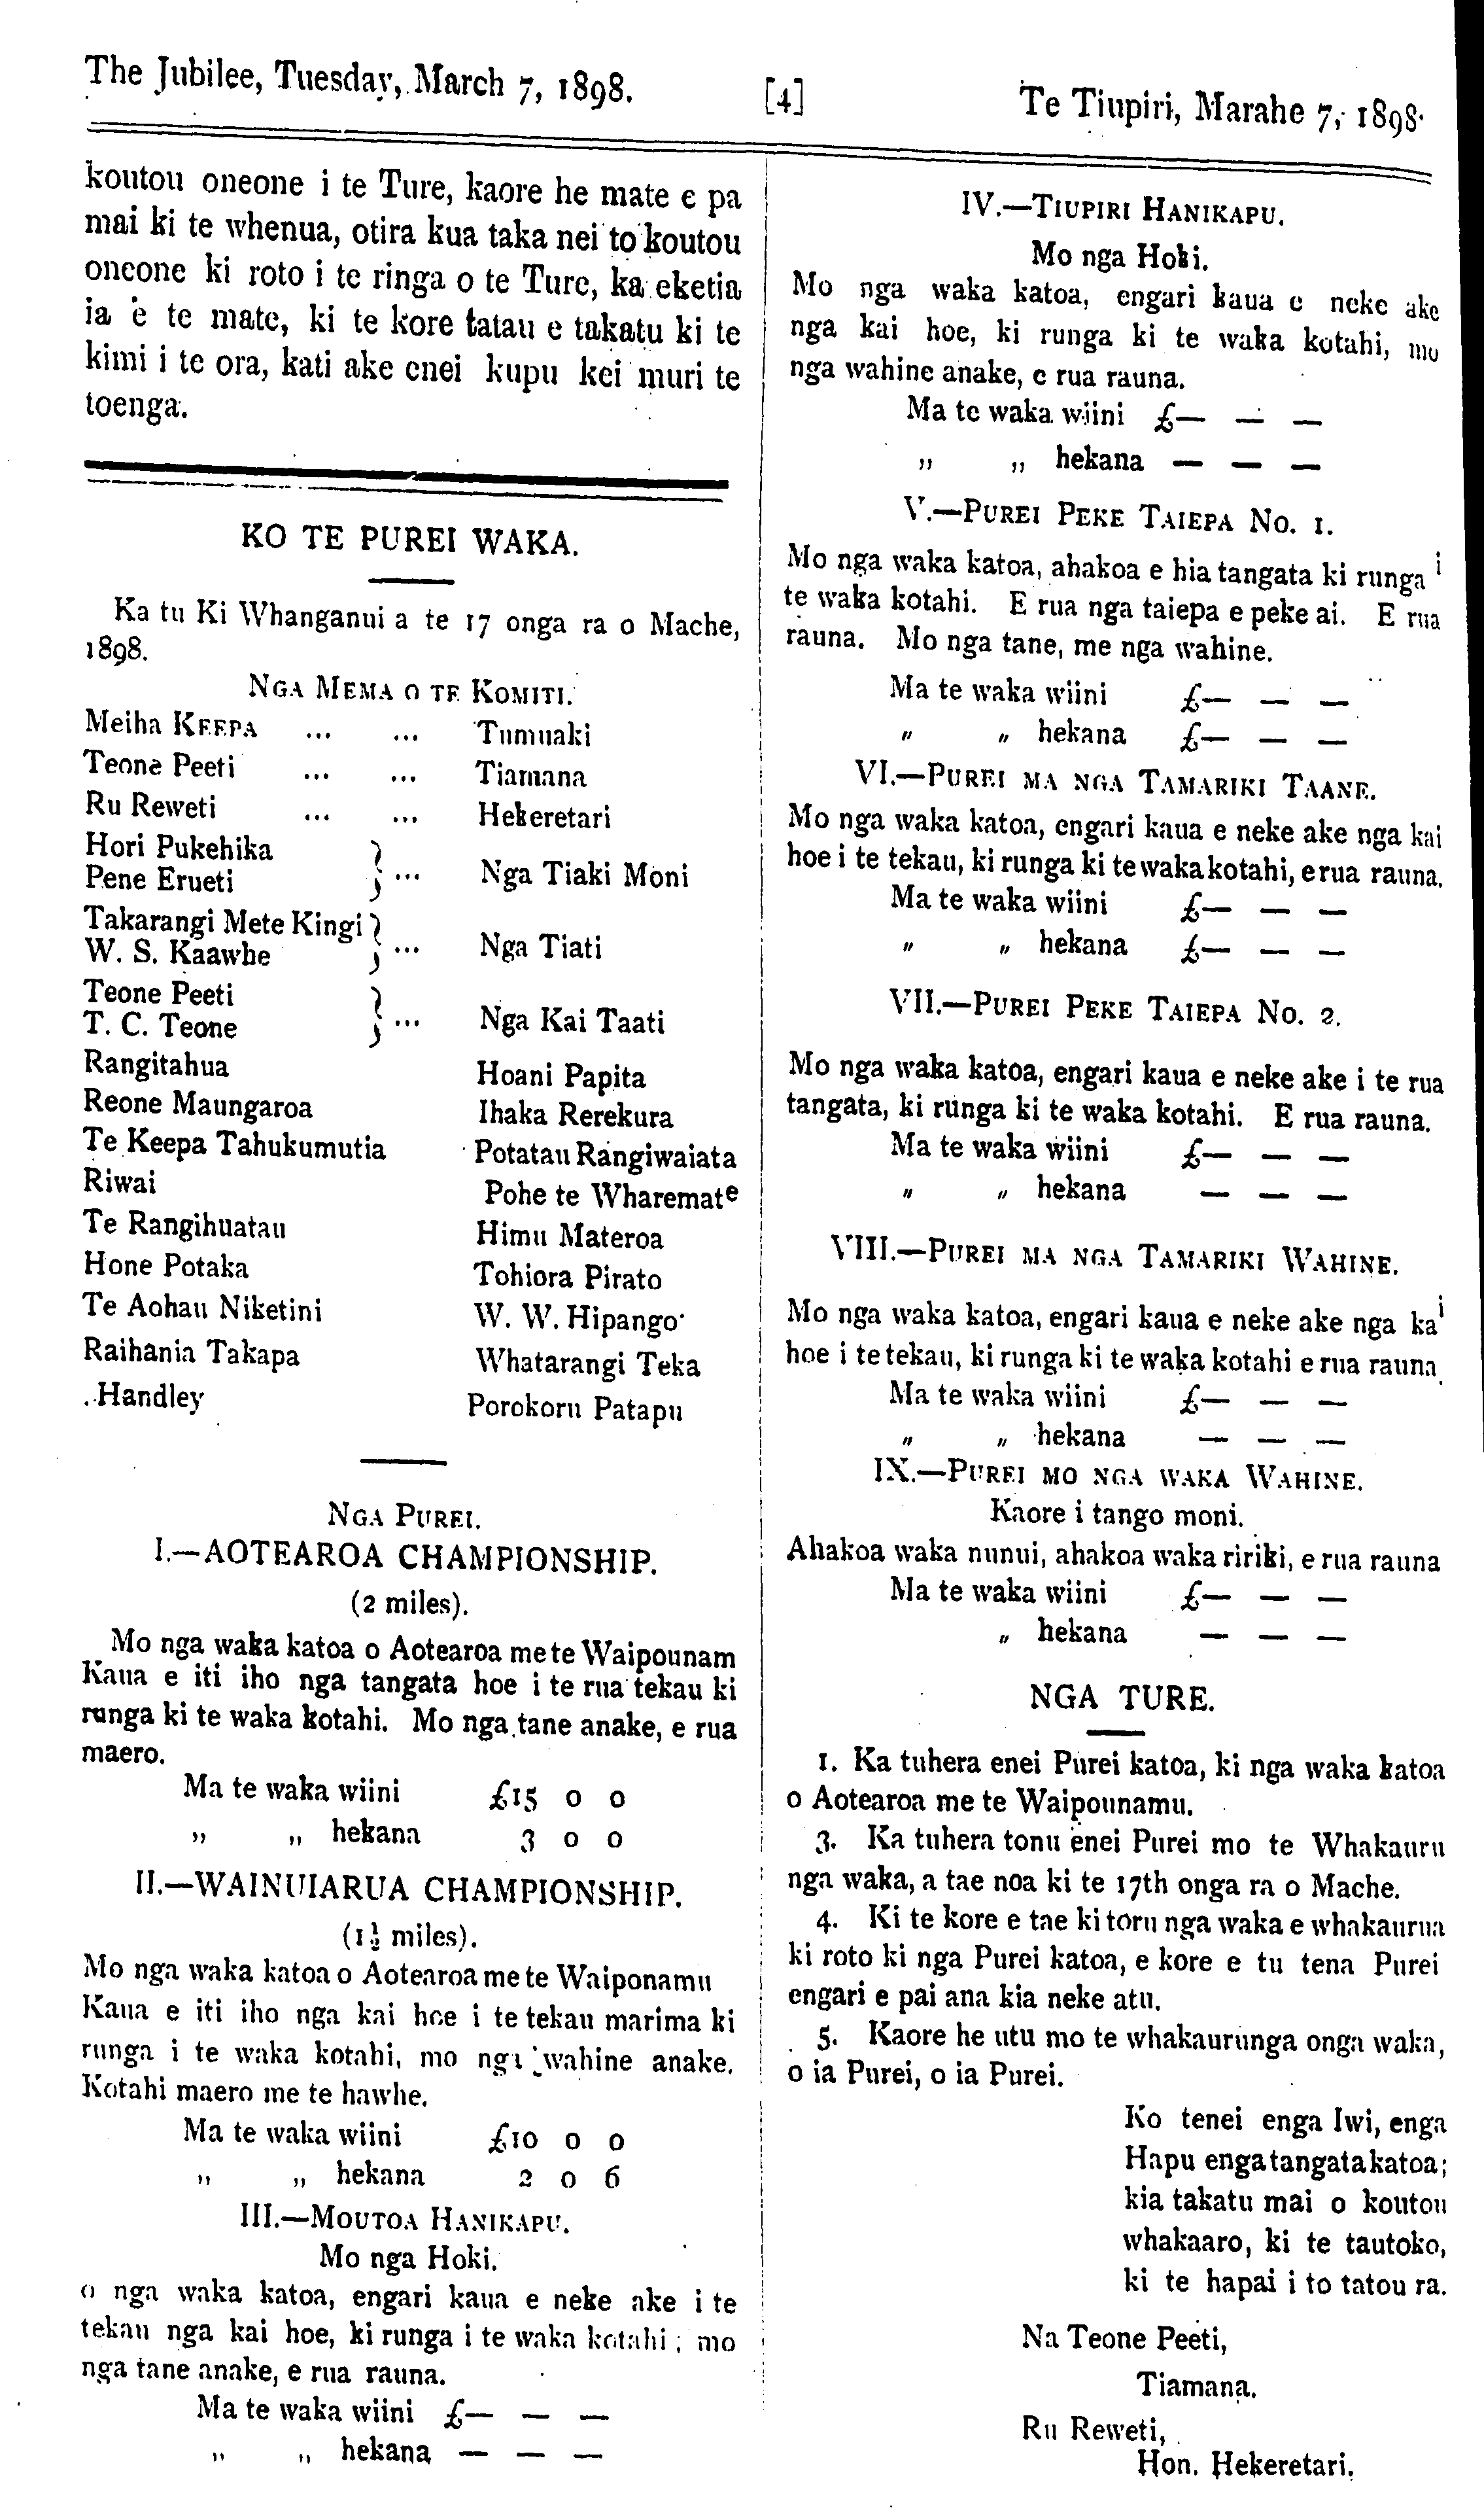 The Jubilee, Tuesday, March 7, 1898.
[4]
Te Tiupiri, Marahe 7, 1898.
koutou oneone i te Ture, kaore he mate e pa
mai ki te whenua, otira kua taka nei to koutou
oneone ki roto i te ringa o te Ture, ka eketia
ia e te mate, ki te kore tatau e takatu ki te
kimi i te ora, kati ake enei kupu kei muri te
toenga.
KO TE PUREI WAKA.
Ka tu Ki Whanganui a te 17 onga ra o Mache,
1898.
NGA MEMA O TE KOMITI.
Meiha KEEPA ... ... Tumuaki
Teone Peeti ... ... Tiamana
Ru Reweti ... ... Hekeretari
Hori Pukehika
Pene Erueti } ... Nga Tiaki Moni
Takarangi Mete Kingi
W. S. Kaawhe } ... Nga Tiati
Teone Peeti
T. C. Teone } ... Nga Kai Taati
Rangitahua Hoani Papita
Reone Maungaroa Ihaka Rerekura
Te Keepa Tahukumutia Potatau Rangiwaiata
Riwai Pohe te Wharemate
Te Rangihuatau Himu Materoa
Hone Potaka Tohiora Pirato
Te Aohau Niketini W. W. Hipango
Raihania Takapa Whatarangi Teka
Handley Porokoru Patapu
NGA PUREI.
I.—AOTEAROA CHAMPIONSHIP.
(2 miles).
Mo nga waka katoa o Aotearoa me te Waipounam
Kaua e iti iho nga tangata hoe i te rua tekau ki
runga ki te waka kotahi. Mo nga tane anake, e rua
maero.
Ma te waka wiini £15 0 0
,, ,, hekana 3 0 0
II.—WAINUIARUA CHAMPIONSHIP.
(1½ miles).
Mo nga waka katoa o Aotearoa me te Waiponamu
Kaua e iti iho nga kai hoe i te tekau marima ki
runga i te waka kotahi, mo nga wahine anake.
Kotahi maero me te hawhe.
Ma te waka wiini £10 0 0
,, ,, hekana 2 0 6
III.—MOUTOA HANIKAPU.
Mo nga Hoki.
o nga waka katoa, engari kaua e neke ake i te
tekau nga kai hoe, ki runga i te waka kotahi; mo
nga tane anake, e rua rauna.
Ma te waka wiini £— — —
,, ,, hekana — — —
IV.—TIUPIRI HANIKAPU.
Mo nga Hoki.
Mo nga waka katoa, engari kaua e neke ake
nga kai hoe, ki runga ki te waka kotahi, mo
nga wahine anake, e rua rauna.
Ma te waka wiini £— — —
,, ,, hekana — — —
V.—PUREI PEKE TAIEPA NO. 1.
Mo nga waka katoa, ahakoa e hia tangata ki runga i
te waka kotahi. E rua nga taiepa e peke ai. E rua
rauna. Mo nga tane, me nga wahine.
Ma te waka wiini £— — —
" " hekana £— — —
VI.—PUREI MA NGA TAMARIKI TAANE.
Mo nga waka katoa, engari kaua e neke ake nga kai
hoe i te tekau, ki runga ki te waka kotahi, e rua rauna.
Ma te waka wiini £— — —
" " hekana £— — —
VII.—PUREI PEKE TAIEPA NO. 2.
Mo nga waka katoa, engari kaua e neke ake i te rua
tangata, ki runga ki te waka kotahi. E rua rauna.
Ma te waka wiini £— — —
" " hekana — — —
VIII.—PUREI MA NGA TAMARIKI WAHINE.
Mo nga waka katoa, engari kaua e neke ake nga kai
hoe i te tekau, ki runga ki te waka kotahi e rua rauna.
Ma te waka wiini £— — —
" " hekana — — —
IX.—PUREI MO NGA WAKA WAHINE.
Kaore i tango moni.
Ahakoa waka nunui, ahakoa waka ririki, e rua rauna
Ma te waka wiini £— — —
" hekana — — —
NGA TURE.
1. Ka tuhera enei Purei katoa, ki nga waka katoa
o Aotearoa me te Waipounamu.
3. Ka tuhera tonu enei Purei mo te Whakauru
nga waka, a tae noa ki te 17th onga ra o Mache.
4. Ki te kore e tae ki toru nga waka e whakaurua
ki roto ki nga Purei katoa, e kore e tu tena Purei
engari e pai ana kia neke atu.
5. Kaore he utu mo te whakaurunga onga waka,
o ia Purei, o ia Purei.
Ko tenei enga Iwi, enga
Hapu enga tangata katoa;
kia takatu mai o koutou
whakaaro, ki te tautoko,
ki te hapai i to tatou ra.
Na Teone Peeti,
Tiamana.
Ru Reweti,
Hon. Hekeretari.